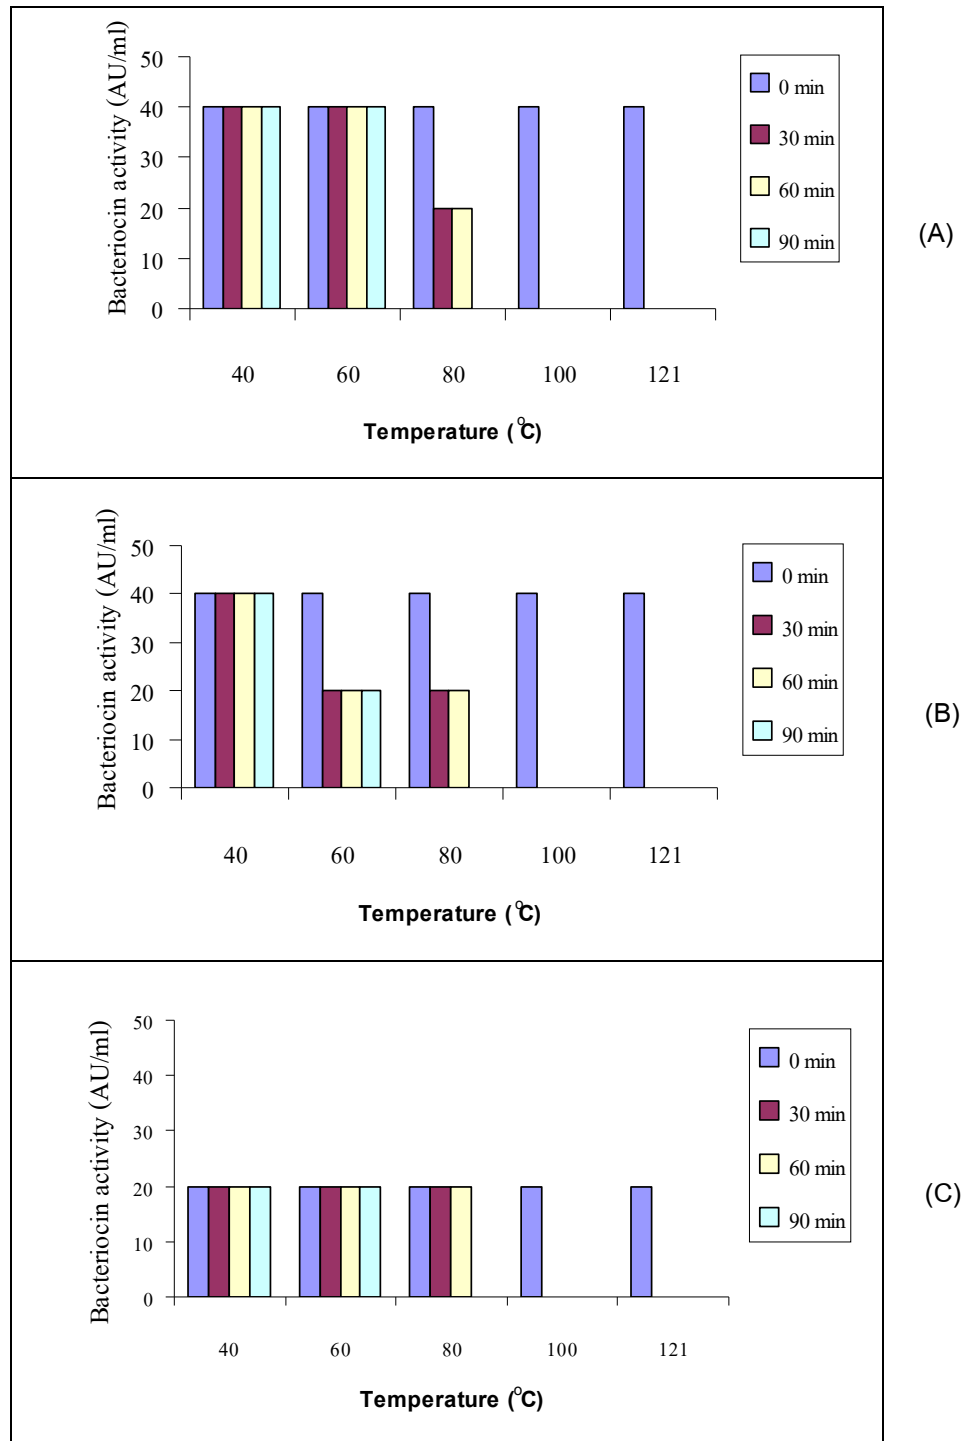 Bacteriocin activity (AU/ml)
50
40
30
20
10
0
40 60 80 100 121
Temperature (°C)
0 min
30 min
60 min
90 min
(A)
Bacteriocin activity (AU/ml)
50
40
30
20
10
0
40 60 80 100 121
Temperature (°C)
0 min
30 min
60 min
90 min
(B)
Bacteriocin activity (AU/ml)
50
40
30
20
10
0
40 60 80 100 121
Temperature (°C)
0 min
30 min
60 min
90 min
(C)